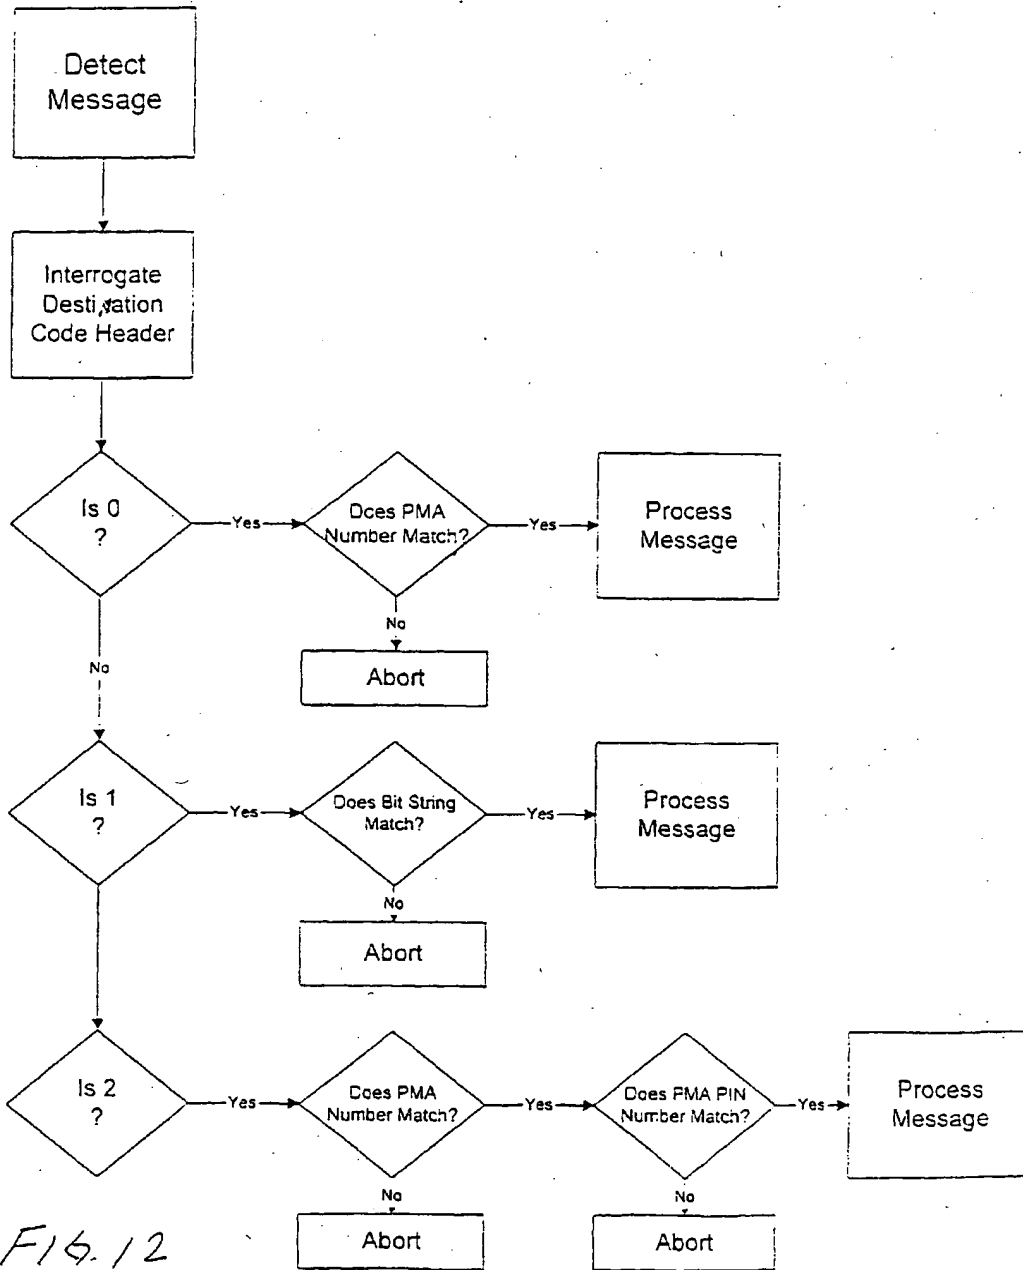 Detect
Message
Interrogate
Destination
Code Header
Is 0
?
Yes
Does PMA
Number Match?
Yes
Process
Message
No
Abort
No
Is 1
?
Yes
Does Bit String
Match?
Yes
Process
Message
No
Abort
Is 2
?
Yes
Does PMA
Number Match?
Yes
Does PMA PIN
Number Match?
Yes
Process
Message
No
Abort
No
Abort
FIG. 12